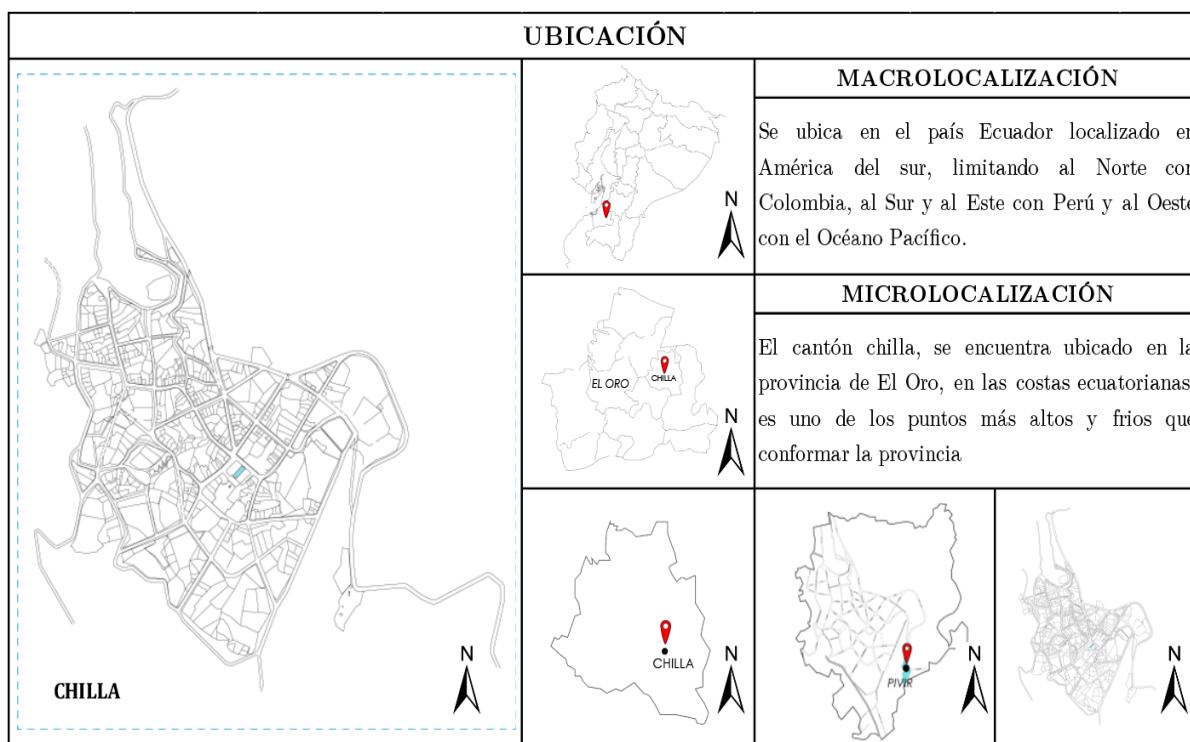 UBICACIÓN
CHILLA
N
N
MACROLOCALIZACIÓN
Se ubica en el país Ecuador localizado en
América del sur, limitando al Norte con
Colombia, al Sur y al Este con Perú y al Oeste
con el Océano Pacífico.
EL ORO
CHILLA
N
MICROLOCALIZACIÓN
El cantón chilla, se encuentra ubicado en la
provincia de El Oro, en las costas ecuatorianas
es uno de los puntos más altos y frios que
conformar la provincia
CHILLA
N
PIVIR
N
N